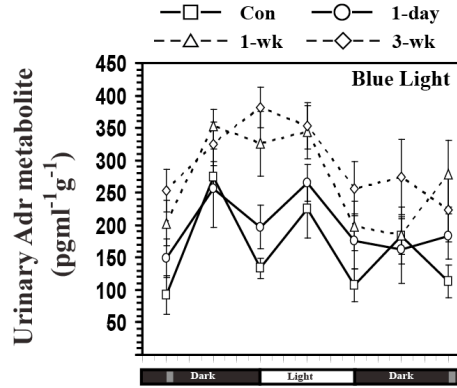 Con 1-day
1-wk 3-wk
Blue Light
Urinary Adr metabolite
(pgml⁻¹g⁻¹)
450
400
350
300
250
200
150
100
50
Dark Light Dark